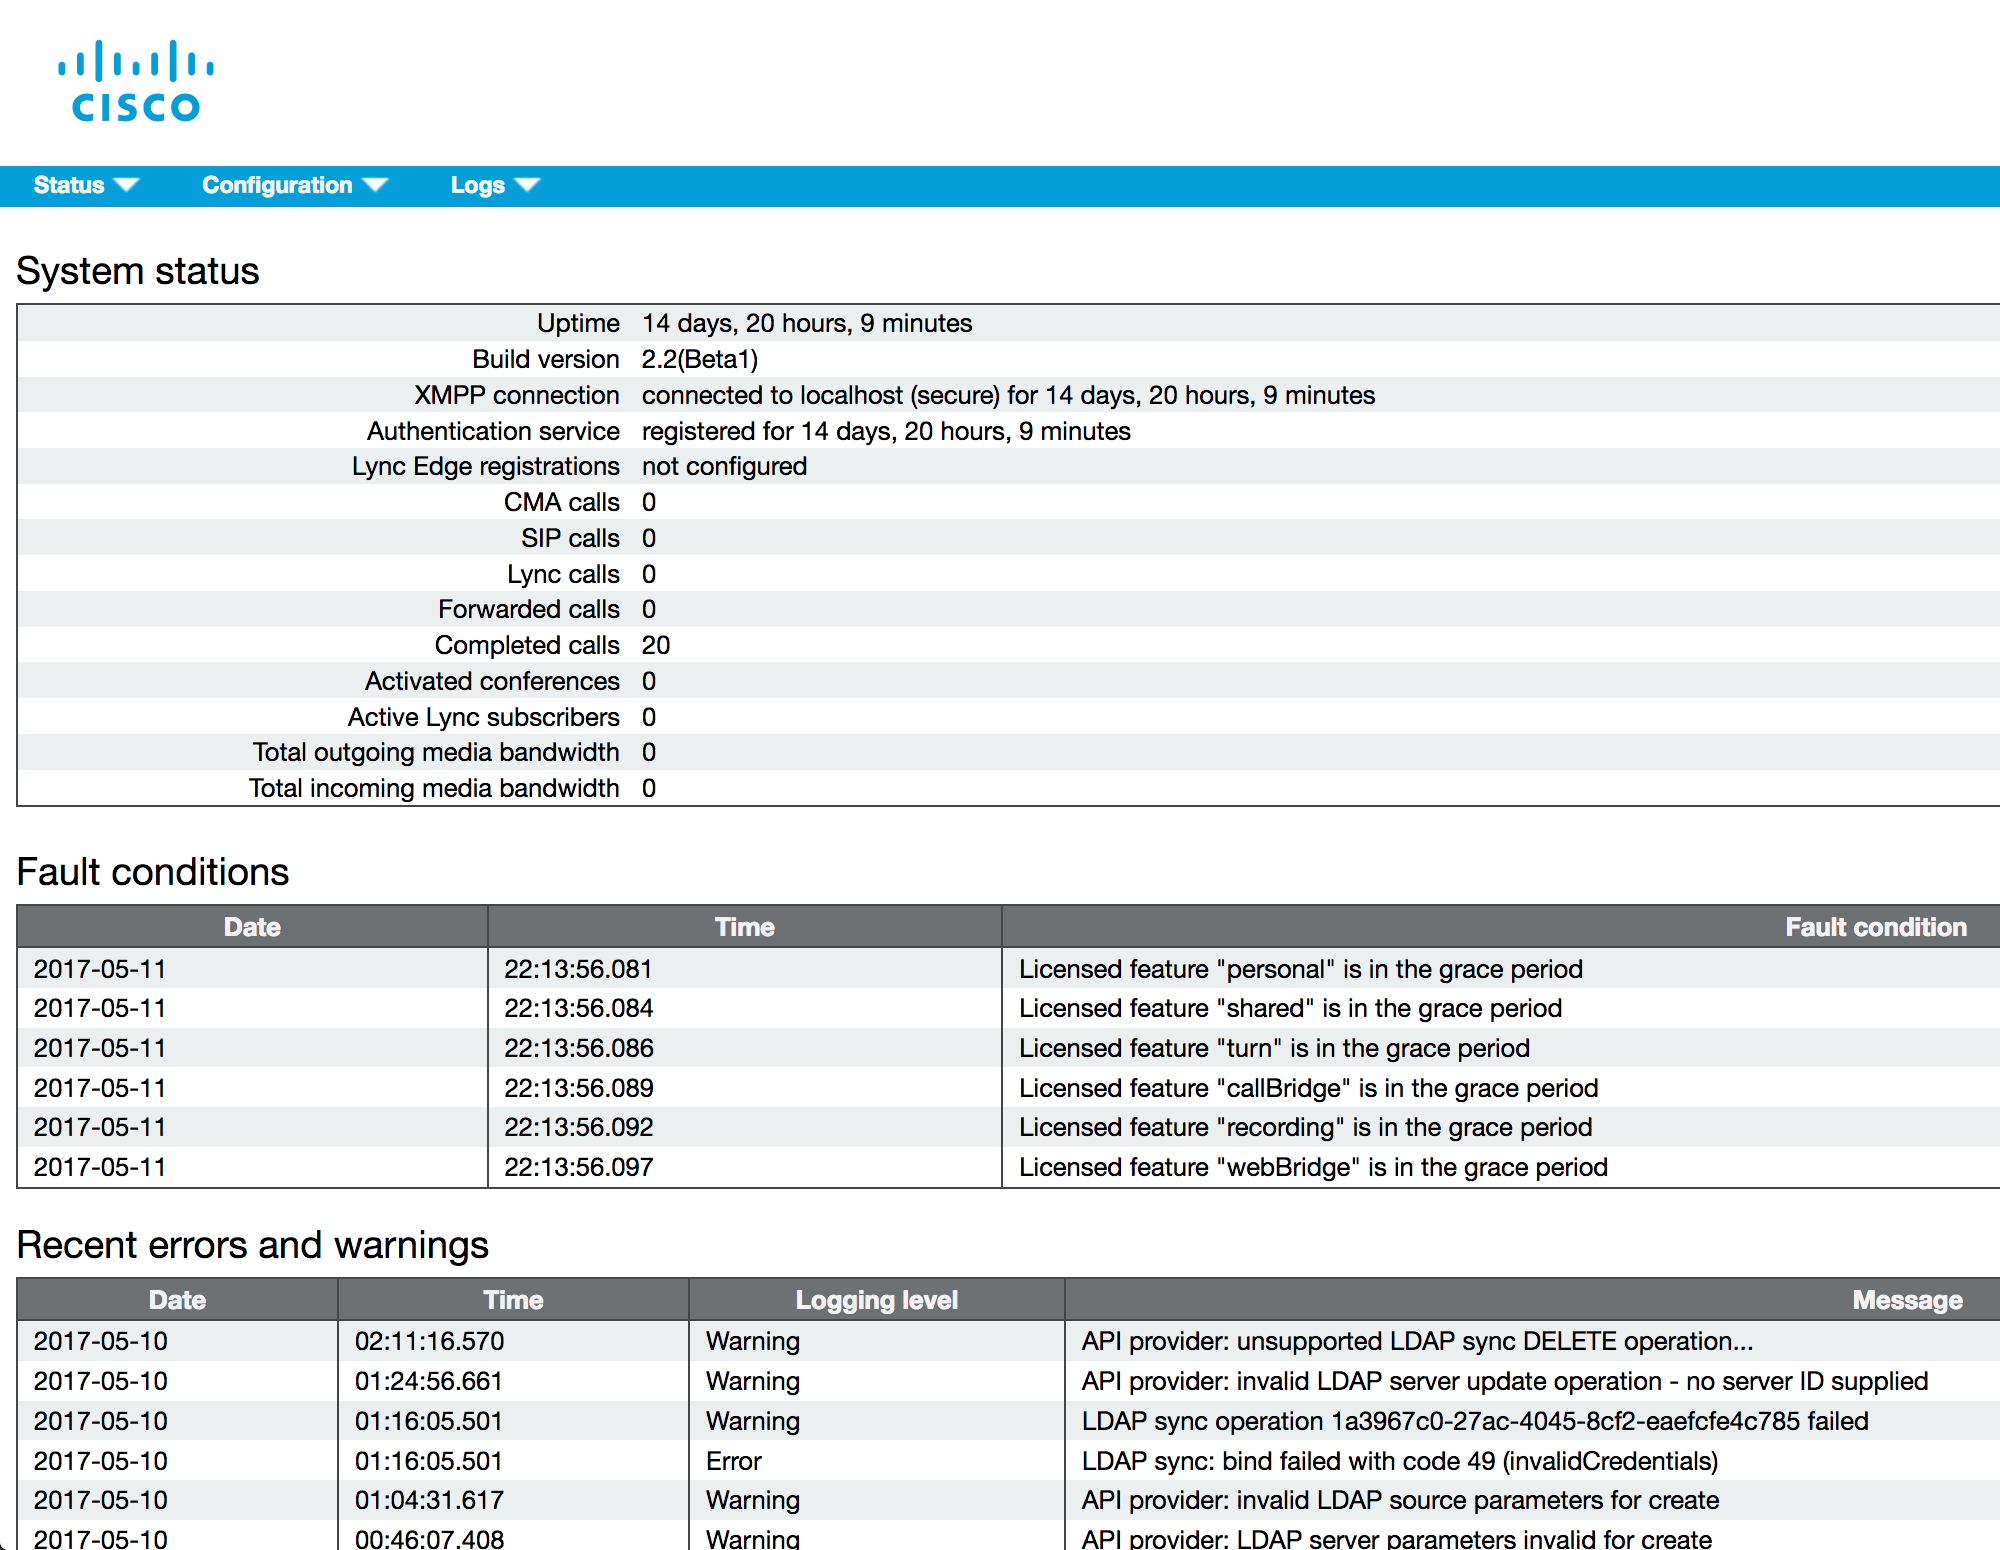 CISCO
Status Configuration Logs
System status
Uptime 14 days, 20 hours, 9 minutes
Build version 2.2(Beta1)
XMPP connection connected to localhost (secure) for 14 days, 20 hours, 9 minutes
Authentication service registered for 14 days, 20 hours, 9 minutes
Lync Edge registrations not configured
CMA calls 0
SIP calls 0
Lync calls 0
Forwarded calls 0
Completed calls 20
Activated conferences 0
Active Lync subscribers 0
Total outgoing media bandwidth 0
Total incoming media bandwidth 0
Fault conditions
Date Time Fault condition
2017-05-11 22:13:56.081 Licensed feature "personal" is in the grace period
2017-05-11 22:13:56.084 Licensed feature "shared" is in the grace period
2017-05-11 22:13:56.086 Licensed feature "turn" is in the grace period
2017-05-11 22:13:56.089 Licensed feature "callBridge" is in the grace period
2017-05-11 22:13:56.092 Licensed feature "recording" is in the grace period
2017-05-11 22:13:56.097 Licensed feature "webBridge" is in the grace period
Recent errors and warnings
Date Time Logging level Message
2017-05-10 02:11:16.570 Warning API provider: unsupported LDAP sync DELETE operation...
2017-05-10 01:24:56.661 Warning API provider: invalid LDAP server update operation - no server ID supplied
2017-05-10 01:16:05.501 Warning LDAP sync operation 1a3967c0-27ac-4045-8cf2-eaefcfe4c785 failed
2017-05-10 01:16:05.501 Error LDAP sync: bind failed with code 49 (invalidCredentials)
2017-05-10 01:04:31.617 Warning API provider: invalid LDAP source parameters for create
2017-05-10 00:46:07.408 Warning API provider: LDAP server parameters invalid for create